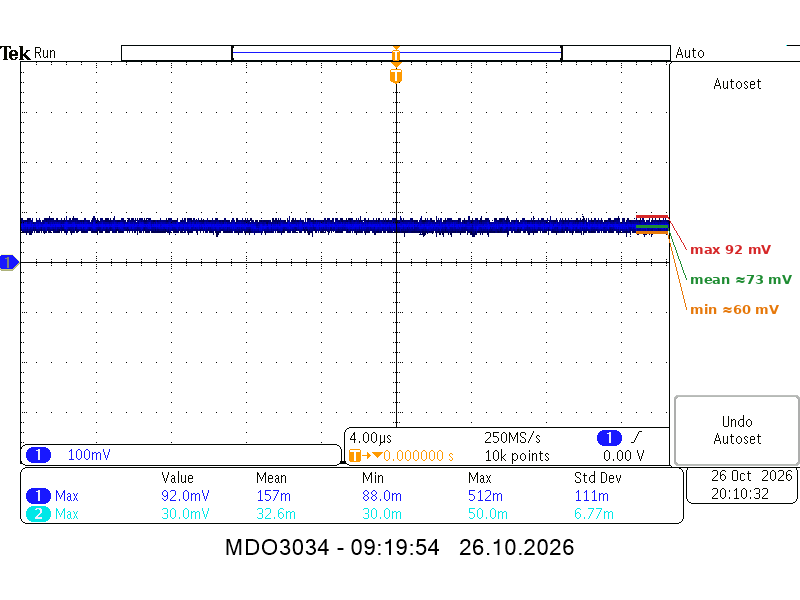 Tek Run Auto
T
T
Autoset
1
max 92 mV
mean ≈73 mV
min ≈60 mV
Undo
Autoset
1 100mV
4.00µs 250MS/s 1
T→▼0.000000 s 10k points 0.00 V
Value Mean Min Max Std Dev
1 Max 92.0mV 157m 88.0m 512m 111m
2 Max 30.0mV 32.6m 30.0m 50.0m 6.77m
26 Oct 2026
20:10:32
MDO3034 - 09:19:54 26.10.2026